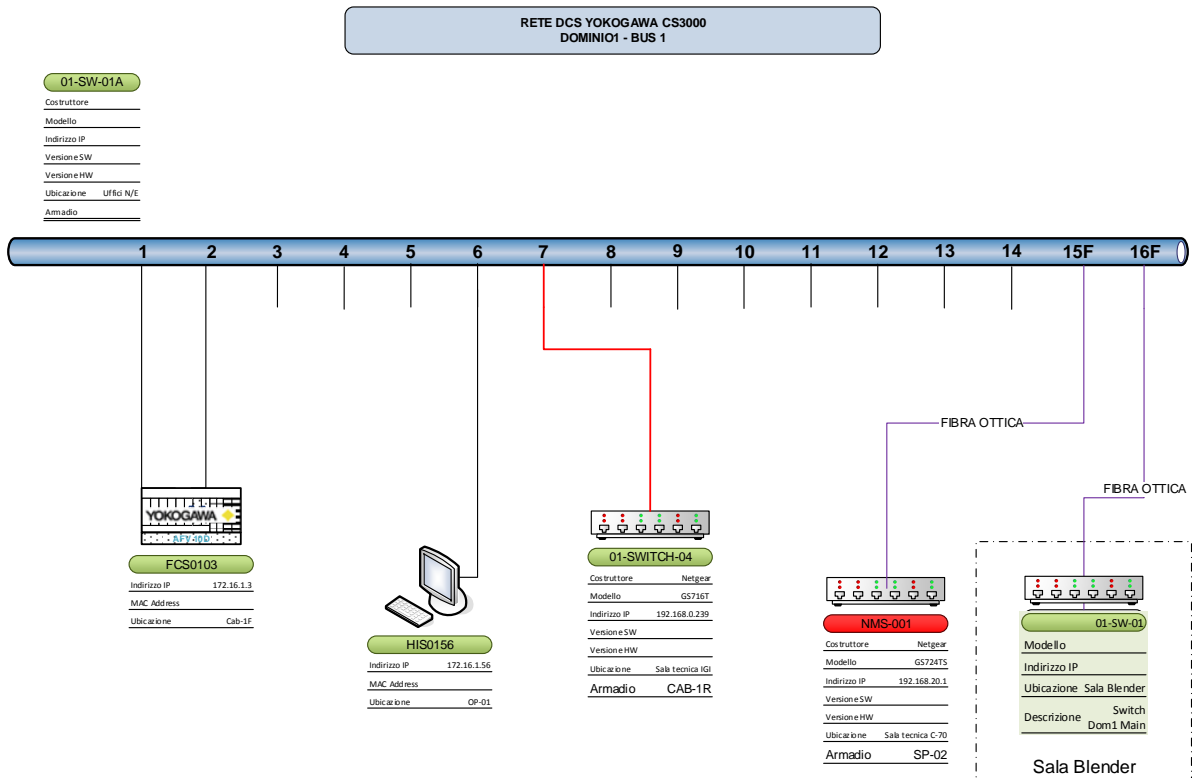 RETE DCS YOKOGAWA CS3000
DOMINIO1 - BUS 1
01-SW-01A
Costruttore
Modello
Indirizzo IP
Versione SW
Versione HW
Ubicazione Uffici N/E
Armadio
1 2 3 4 5 6 7 8 9 10 11 12 13 14 15F 16F
FIBRA OTTICA
FIBRA OTTICA
YOKOGAWA
FCS0103
Indirizzo IP 172.16.1.3
MAC Address
Ubicazione Cab-1F
HIS0156
Indirizzo IP 172.16.1.56
MAC Address
Ubicazione OP-01
01-SWITCH-04
Costruttore Netgear
Modello GS716T
Indirizzo IP 192.168.0.239
Versione SW
Versione HW
Ubicazione Sala tecnica IGI
Armadio CAB-1R
NMS-001
Costruttore Netgear
Modello GS724TS
Indirizzo IP 192.168.20.1
Versione SW
Versione HW
Ubicazione Sala tecnica C-70
Armadio SP-02
01-SW-01
Modello
Indirizzo IP
Ubicazione Sala Blender
Descrizione Switch
Dom1 Main
Sala Blender